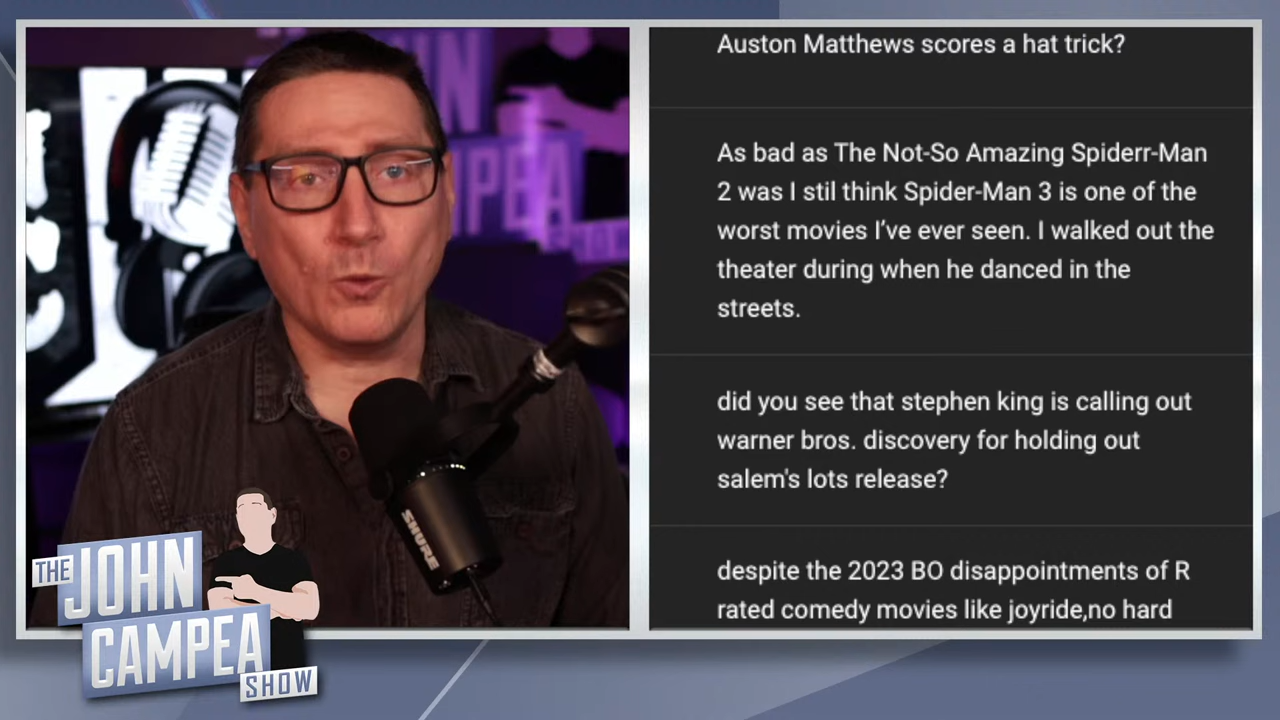 Auston Matthews scores a hat trick?
As bad as The Not-So Amazing Spiderr-Man
2 was I stil think Spider-Man 3 is one of the
worst movies I've ever seen. I walked out the
theater during when he danced in the
streets.
did you see that stephen king is calling out
warner bros. discovery for holding out
salem's lots release?
despite the 2023 BO disappointments of R
rated comedy movies like joyride,no hard
SHURE
THE
JOHN
CAMPEA
SHOW